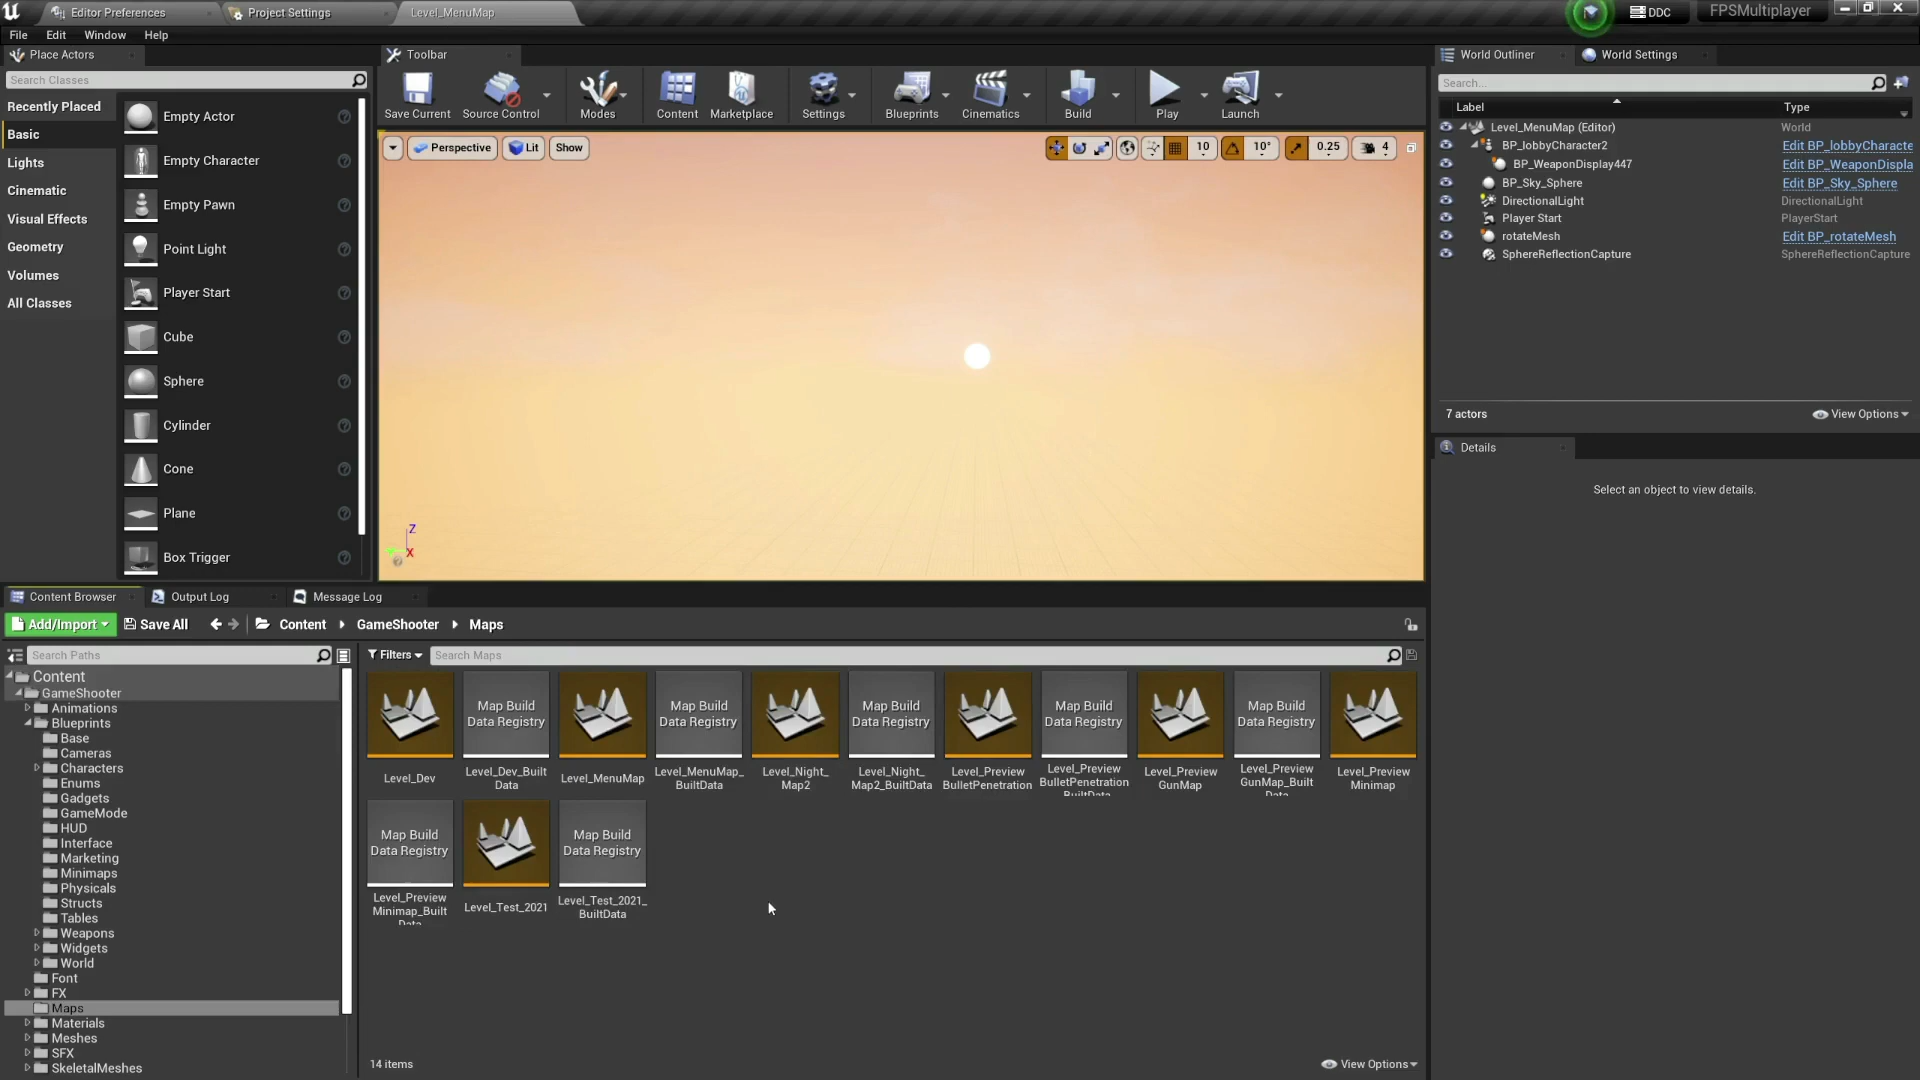 Editor Preferences
Project Settings
Level_MenuMap
DDC
FPSMultiplayer
File
Edit
Window
Help
Place Actors
Toolbar
World Outliner
World Settings
Search Classes
Search...
Recently Placed
Basic
Lights
Cinematic
Visual Effects
Geometry
Volumes
All Classes
Empty Actor
Empty Character
Empty Pawn
Point Light
Player Start
Cube
Sphere
Cylinder
Cone
Plane
Box Trigger
Save Current
Source Control
Modes
Content
Marketplace
Settings
Blueprints
Cinematics
Build
Play
Launch
Perspective
Lit
Show
10
10°
0.25
4
Z
X
Label
Type
Level_MenuMap (Editor)
World
BP_lobbyCharacter2
Edit BP_lobbyCharacte
BP_WeaponDisplay447
Edit BP_WeaponDispla
BP_Sky_Sphere
Edit BP_Sky_Sphere
DirectionalLight
DirectionalLight
Player Start
PlayerStart
rotateMesh
Edit BP_rotateMesh
SphereReflectionCapture
SphereReflectionCapture
7 actors
View Options
Details
Select an object to view details.
Content Browser
Output Log
Message Log
Add/Import
Save All
Content
GameShooter
Maps
Search Paths
Filters
Search Maps
Content
GameShooter
Animations
Blueprints
Base
Cameras
Characters
Enums
Gadgets
GameMode
HUD
Interface
Marketing
Minimaps
Physicals
Structs
Tables
Weapons
Widgets
World
Font
FX
Maps
Materials
Meshes
SFX
SkeletalMeshes
Level_Dev
Map Build
Data Registry
Level_Dev_Built
Data
Level_MenuMap
Map Build
Data Registry
Level_MenuMap_
BuiltData
Level_Night_
Map2
Map Build
Data Registry
Level_Night_
Map2_BuiltData
Level_Preview
BulletPenetration
Map Build
Data Registry
Level_Preview
BulletPenetration
BuiltData
Level_Preview
GunMap
Map Build
Data Registry
Level_Preview
GunMap_Built
Data
Level_Preview
Minimap
Map Build
Data Registry
Level_Preview
Minimap_Built
Data
Level_Test_2021
Map Build
Data Registry
Level_Test_2021_
BuiltData
14 items
View Options